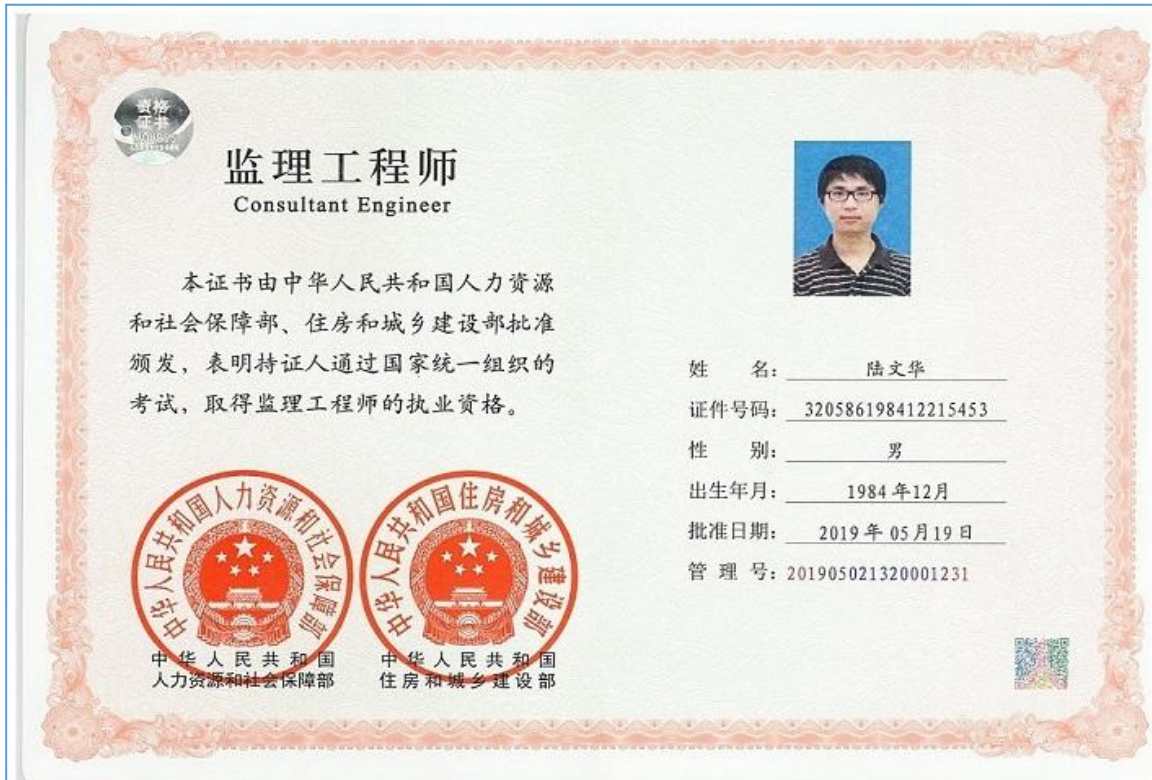 资格
证书
监理工程师
Consultant Engineer
本证书由中华人民共和国人力资源
和社会保障部、住房和城乡建设部批准
颁发，表明持证人通过国家统一组织的
考试，取得监理工程师的执业资格。
中华人民共和国人力资源和社会保障部
中华人民共和国住房和城乡建设部
中华人民共和国
人力资源和社会保障部
中华人民共和国
住房和城乡建设部
姓名：陆文华
证件号码：320586198412215453
性别：男
出生年月：1984年12月
批准日期：2019年05月19日
管理号：201905021320001231